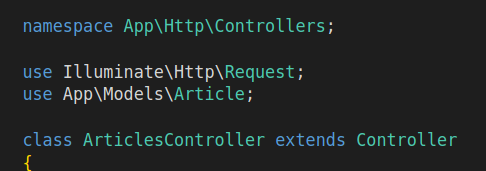 namespace App\Http\Controllers;
use Illuminate\Http\Request;
use App\Models\Article;
class ArticlesController extends Controller
{